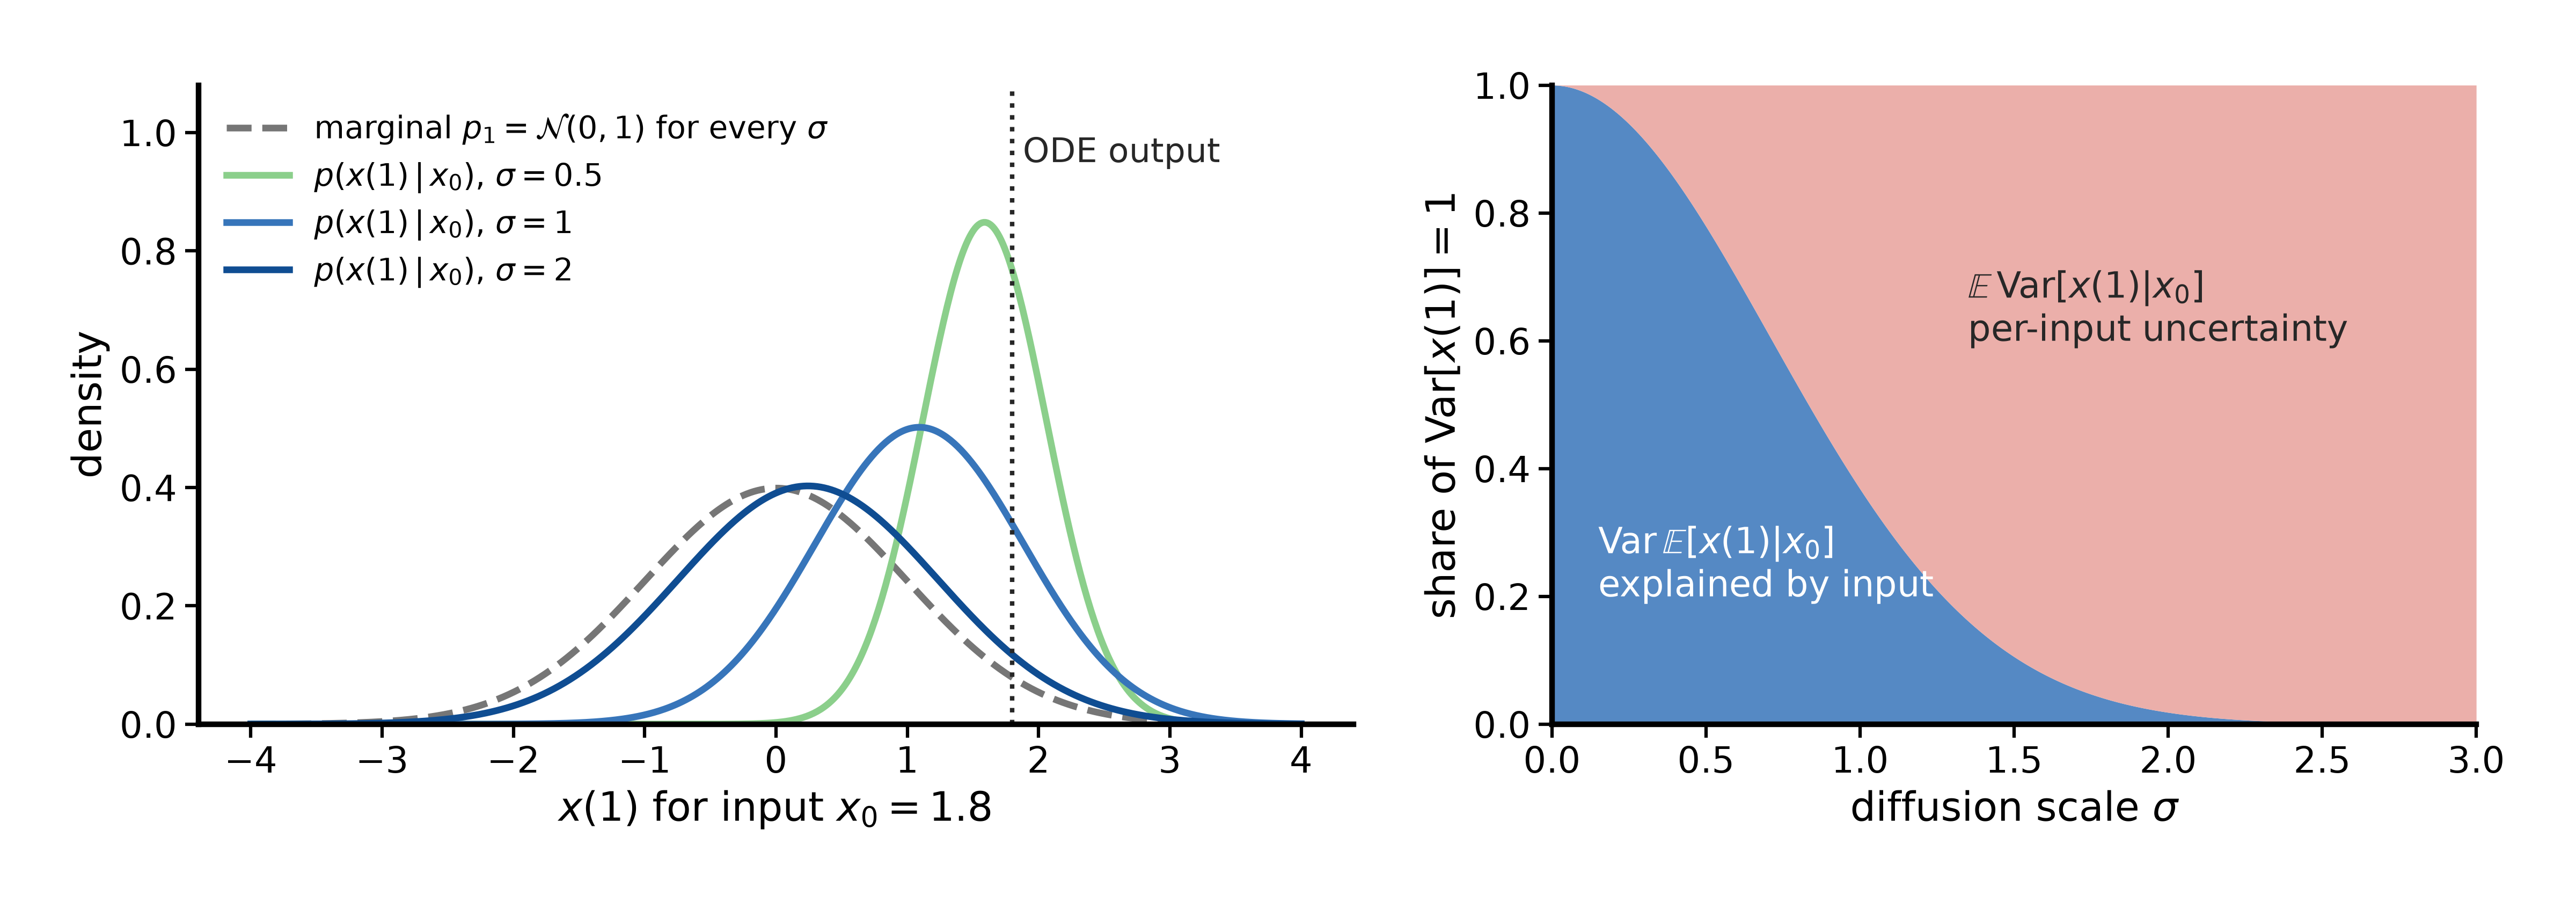 marginal p₁ = 𝒩(0, 1) for every σ
p(x(1) | x₀), σ = 0.5
p(x(1) | x₀), σ = 1
p(x(1) | x₀), σ = 2
ODE output
density
1.0
0.8
0.6
0.4
0.2
0.0
−4 −3 −2 −1 0 1 2 3 4
x(1) for input x₀ = 1.8
share of Var[x(1)] = 1
1.0
0.8
0.6
0.4
0.2
0.0
𝔼 Var[x(1)|x₀]
per-input uncertainty
Var 𝔼[x(1)|x₀]
explained by input
0.0 0.5 1.0 1.5 2.0 2.5 3.0
diffusion scale σ